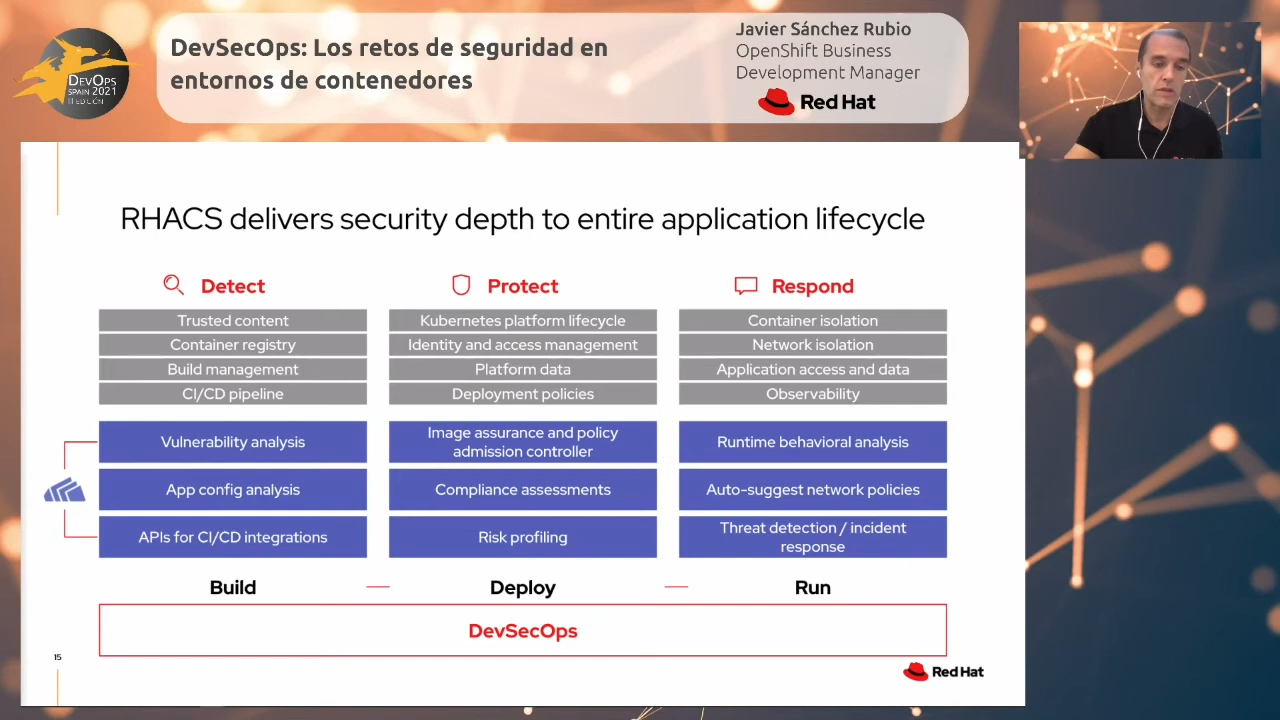 DEVOPS
SPAIN 2021
III EDICIÓN
DevSecOps: Los retos de seguridad en
entornos de contenedores
Javier Sánchez Rubio
OpenShift Business
Development Manager
Red Hat
RHACS delivers security depth to entire application lifecycle
Detect
Protect
Respond
Trusted content
Kubernetes platform lifecycle
Container isolation
Container registry
Identity and access management
Network isolation
Build management
Platform data
Application access and data
CI/CD pipeline
Deployment policies
Observability
Vulnerability analysis
Image assurance and policy
admission controller
Runtime behavioral analysis
App config analysis
Compliance assessments
Auto-suggest network policies
APIs for CI/CD integrations
Risk profiling
Threat detection / incident
response
Build
Deploy
Run
DevSecOps
15
Red Hat